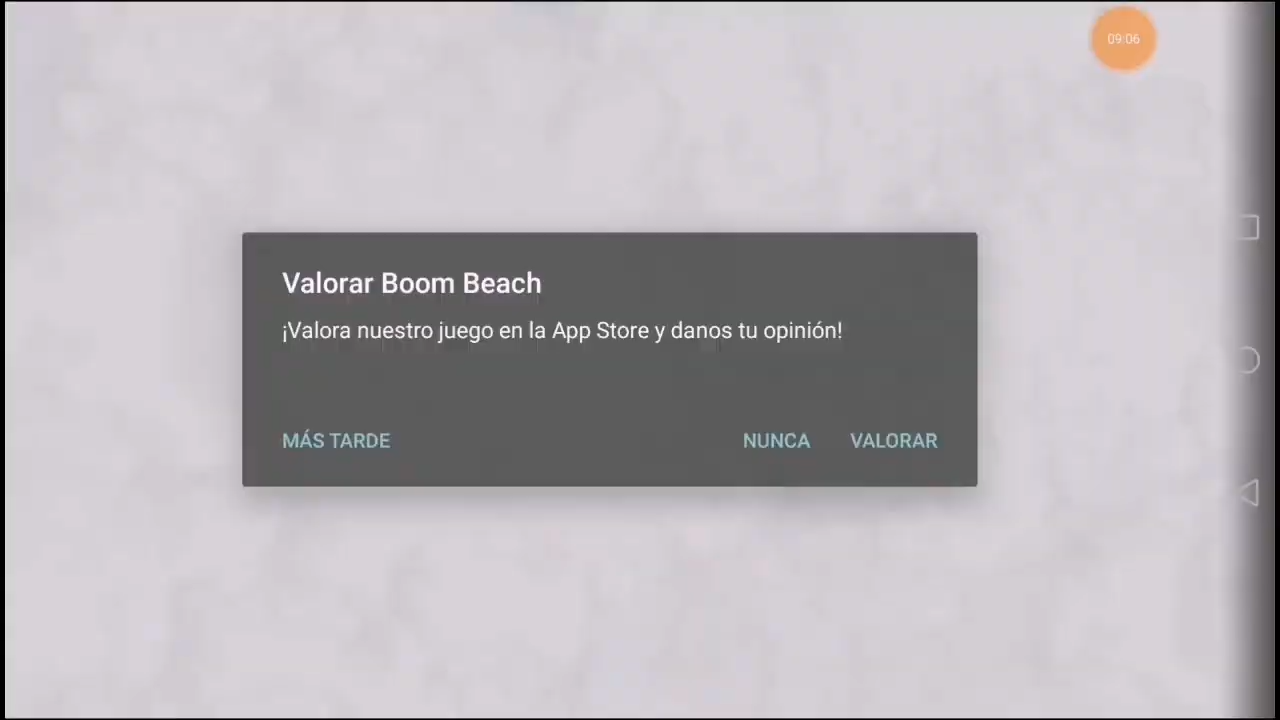 09:06
Valorar Boom Beach
¡Valora nuestro juego en la App Store y danos tu opinión!
MÁS TARDE
NUNCA
VALORAR